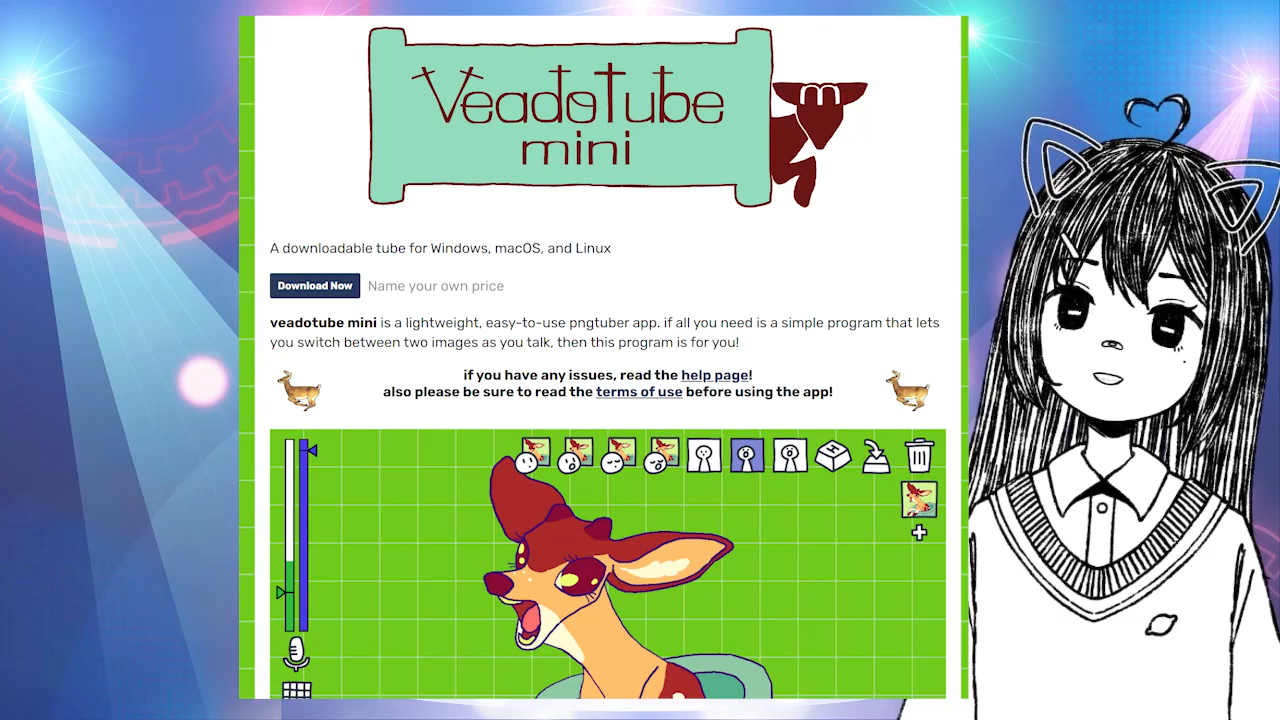 Veadotube
mini
A downloadable tube for Windows, macOS, and Linux
Download Now Name your own price
veadotube mini is a lightweight, easy-to-use pngtuber app. if all you need is a simple program that lets
you switch between two images as you talk, then this program is for you!
if you have any issues, read the help page!
also please be sure to read the terms of use before using the app!